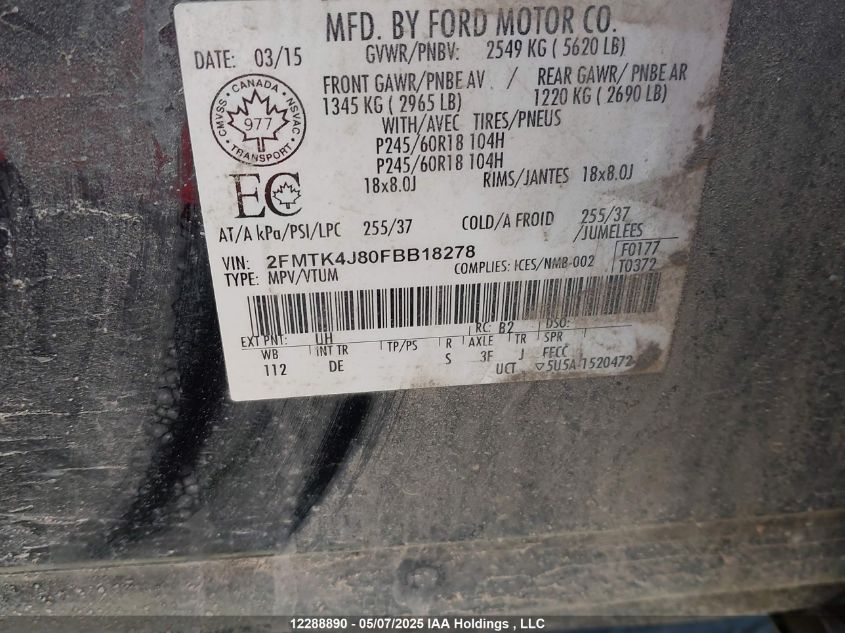 MFD. BY FORD MOTOR CO.
DATE: 03/15
GVWR/PNBV: 2549 KG ( 5620 LB)
FRONT GAWR/PNBE AV / REAR GAWR/ PNBE AR
1345 KG ( 2965 LB) 1220 KG ( 2690 LB)
WITH/AVEC TIRES/PNEUS
P245/60R18 104H
P245/60R18 104H
18x8.0J RIMS/JANTES 18x8.0J
CANADA
CMVSS NSVAC
977
TRANSPORT
EC
AT/A kPa/PSI/LPC 255/37 COLD/A FROID 255/37
/JUMELÉES
VIN: 2FMTK4J80FBB18278
TYPE: MPV/VTUM COMPLIES: ICES/NMB-002
F0177
T0372
EXT PNT: UH RC: B2 DSO:
WB INT TR TP/PS R AXLE TR SPR
112 DE S 3F J FECC
UCT ▽5U5A-1520472
12288890 - 05/07/2025 IAA Holdings , LLC